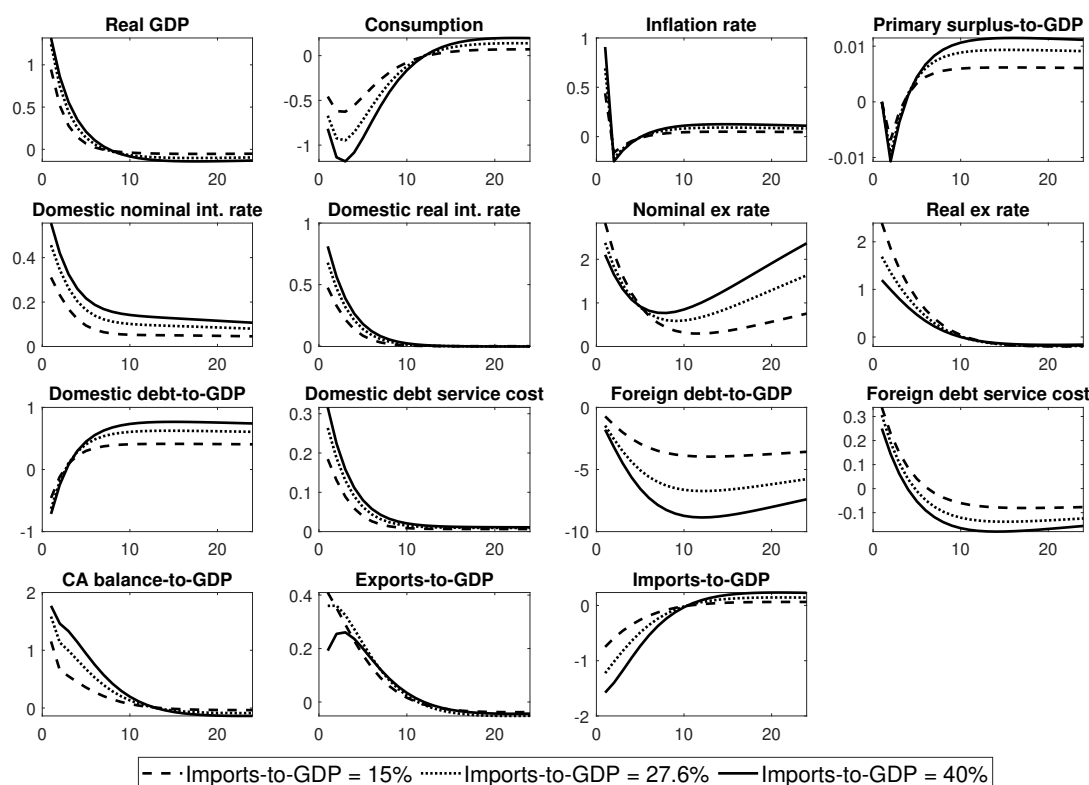 Real GDP
1
0.5
0
0 10 20
Consumption
0
-0.5
-1
0 10 20
Inflation rate
1
0.5
0
0 10 20
Primary surplus-to-GDP
0.01
0
-0.01
0 10 20
Domestic nominal int. rate
0.4
0.2
0
0 10 20
Domestic real int. rate
1
0.5
0
0 10 20
Nominal ex rate
2
1
0
0 10 20
Real ex rate
2
1
0
0 10 20
Domestic debt-to-GDP
1
0
-1
0 10 20
Domestic debt service cost
0.3
0.2
0.1
0
0 10 20
Foreign debt-to-GDP
0
-5
-10
0 10 20
Foreign debt service cost
0.3
0.2
0.1
0
-0.1
0 10 20
CA balance-to-GDP
2
1
0
0 10 20
Exports-to-GDP
0.4
0.2
0
0 10 20
Imports-to-GDP
0
-1
-2
0 10 20
Imports-to-GDP = 15% Imports-to-GDP = 27.6% Imports-to-GDP = 40%